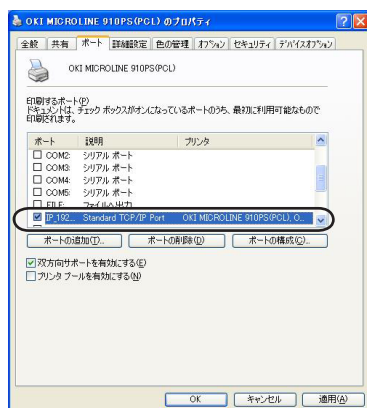 OKI MICROLINE 910PS(PCL) のプロパティ
全般 共有 ポート 詳細設定 色の管理 オプション セキュリティ デバイスオプション
OKI MICROLINE 910PS(PCL)
印刷するポート(P)
ドキュメントは、チェック ボックスがオンになっているポートのうち、最初に利用可能なもので
印刷されます。
ポート 説明 プリンタ
COM2: シリアル ポート
COM3: シリアル ポート
COM4: シリアル ポート
COM5: シリアル ポート
FILE: ファイルへ出力
IP_192... Standard TCP/IP Port OKI MICROLINE 910PS(PCL), O...
ポートの追加(T)... ポートの削除(D) ポートの構成(C)...
双方向サポートを有効にする(E)
プリンタ プールを有効にする(N)
OK キャンセル 適用(A)